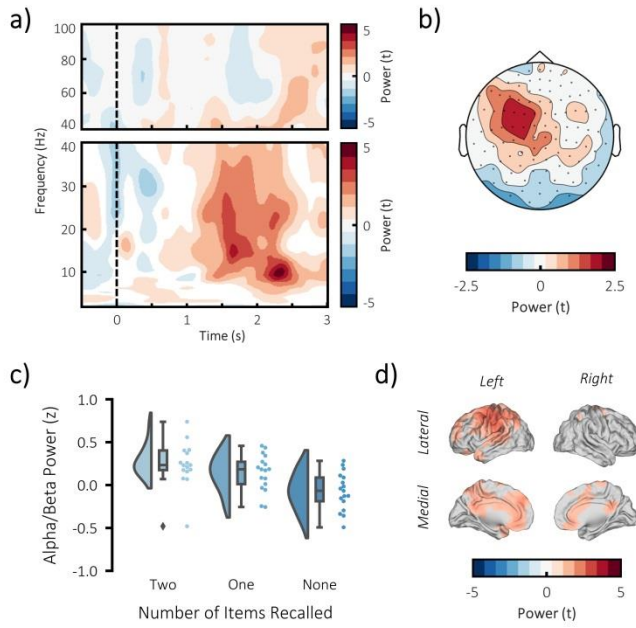 a)
100
80
60
40
40
30
20
10
Frequency (Hz)
0
1
2
3
Time (s)
5
0
-5
Power (t)
5
0
-5
Power (t)
b)
-2.5
0
2.5
Power (t)
c)
1.0
0.5
0.0
-0.5
-1.0
Alpha/Beta Power (z)
Two
One
None
Number of Items Recalled
d)
Left
Right
Lateral
Medial
-5
0
5
Power (t)